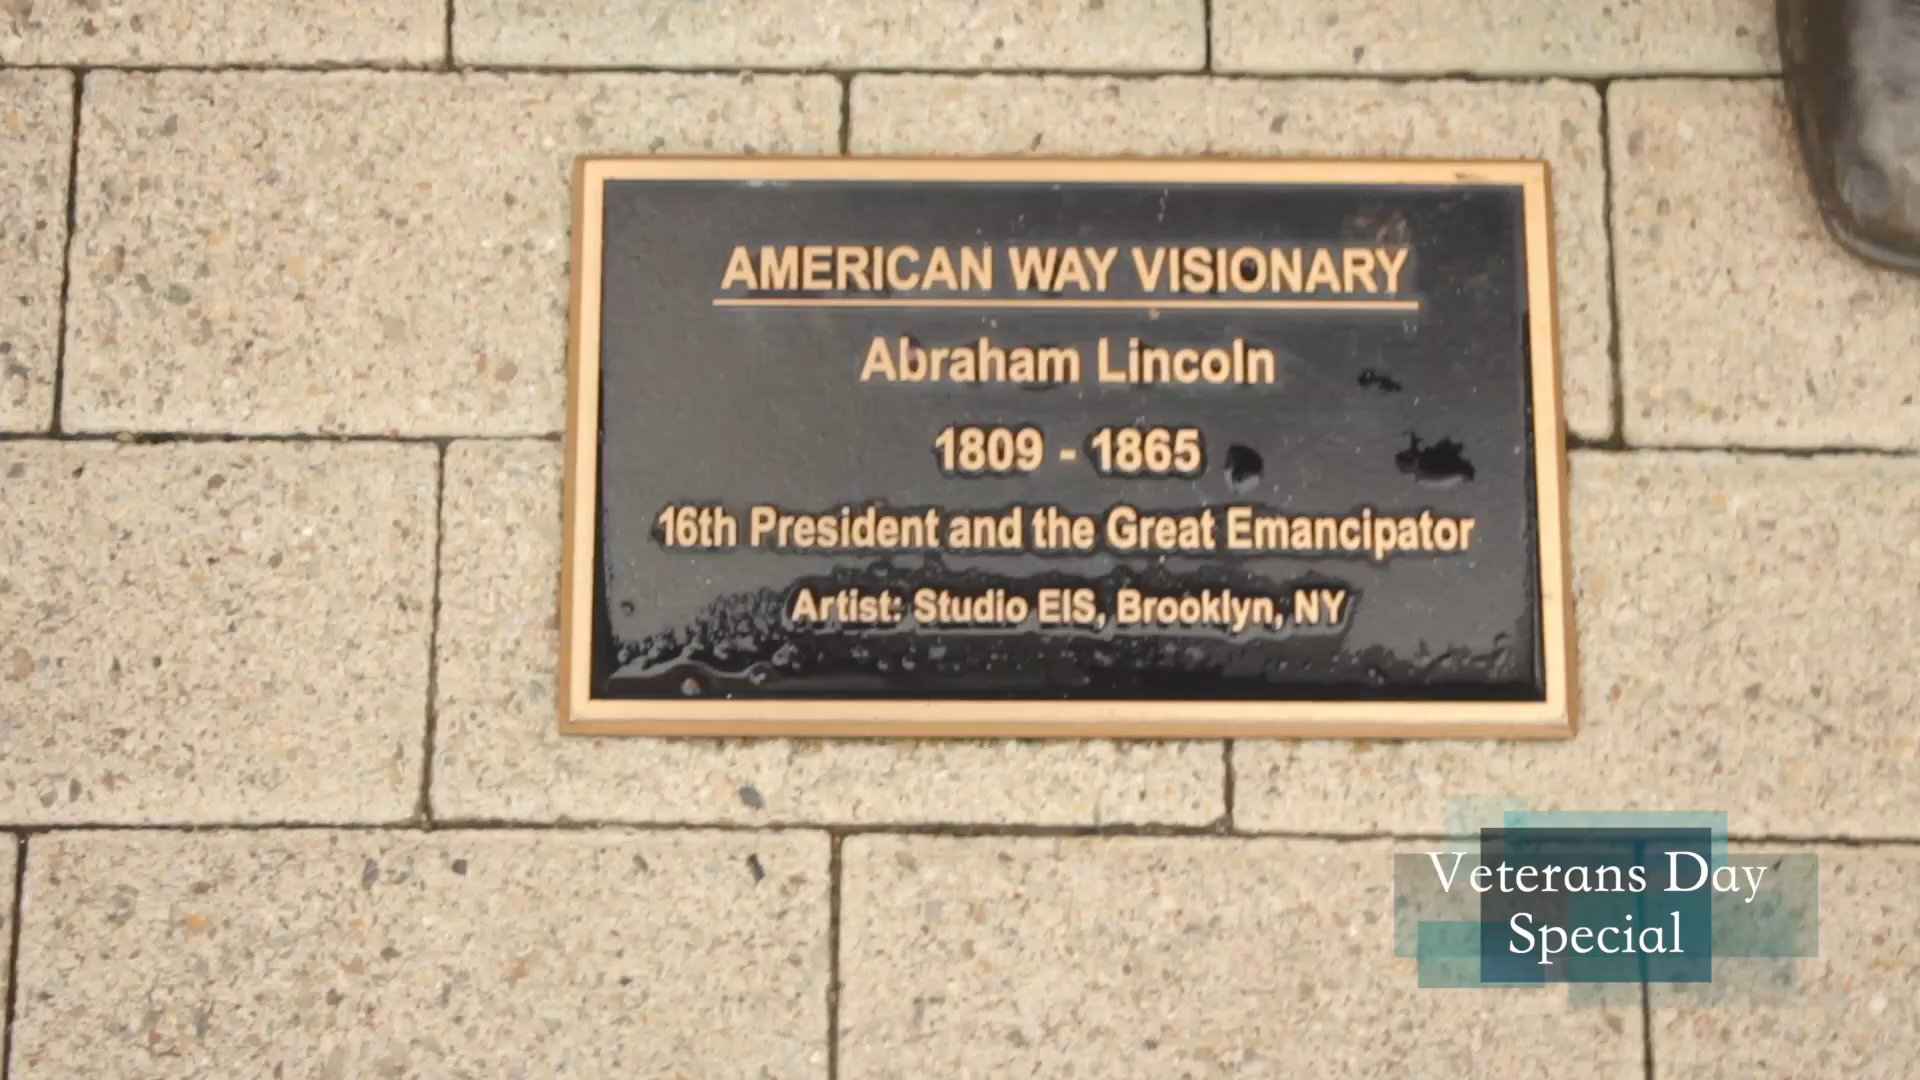 AMERICAN WAY VISIONARY
Abraham Lincoln
1809 - 1865
16th President and the Great Emancipator
Artist: Studio EIS, Brooklyn, NY
Veterans Day
Special